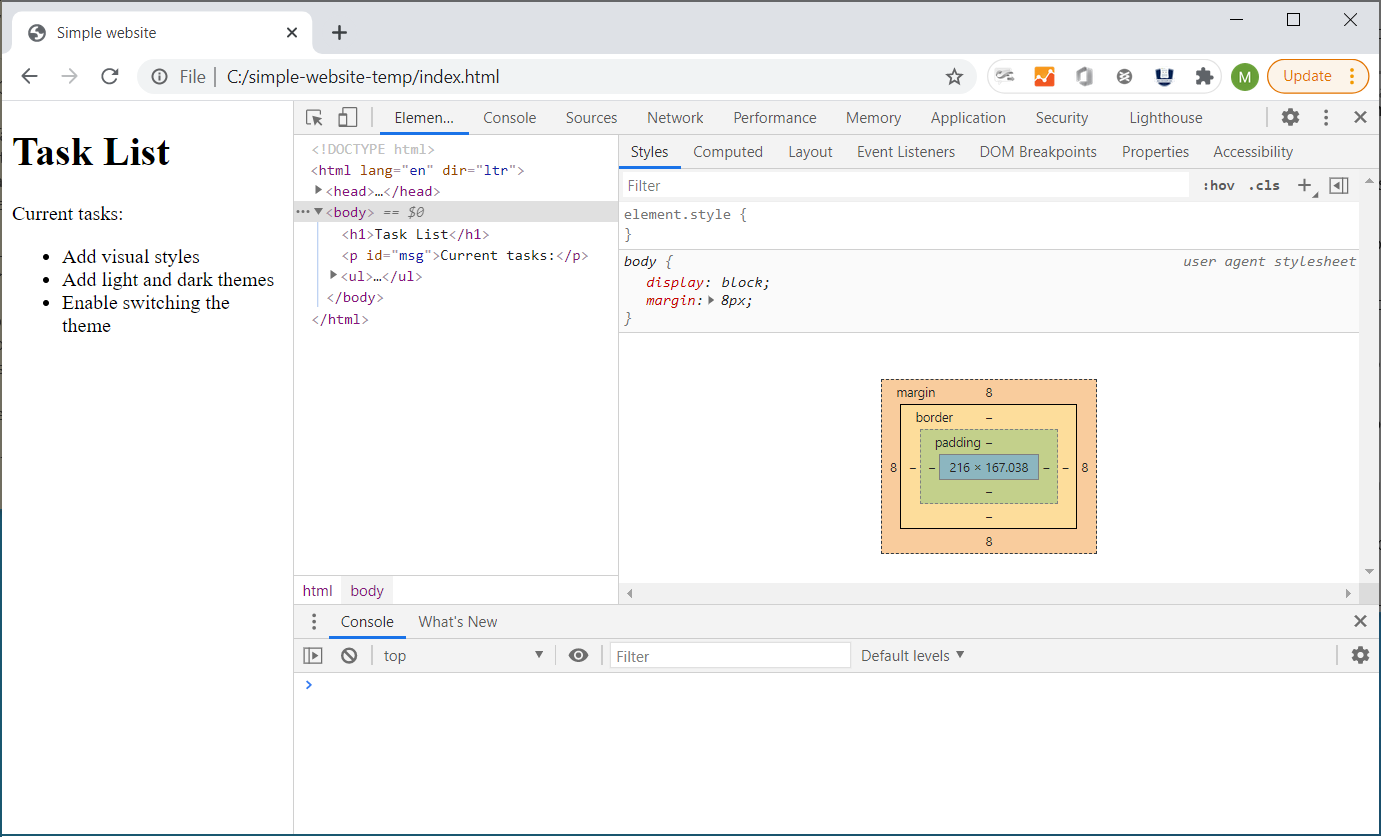 Simple website
File
C:/simple-website-temp/index.html
M
Update
Task List
Current tasks:
Add visual styles
Add light and dark themes
Enable switching the
theme
Elemen...
Console
Sources
Network
Performance
Memory
Application
Security
Lighthouse
<!DOCTYPE html>
<html lang="en" dir="ltr">
<head>…</head>
<body> == $0
<h1>Task List</h1>
<p id="msg">Current tasks:</p>
<ul>…</ul>
</body>
</html>
html
body
Styles
Computed
Layout
Event Listeners
DOM Breakpoints
Properties
Accessibility
Filter
:hov
.cls
element.style {
}
body {
user agent stylesheet
display: block;
margin: 8px;
}
margin 8
border –
padding –
8 – – 216 × 167.038 – – 8
–
–
8
Console
What's New
top
Filter
Default levels